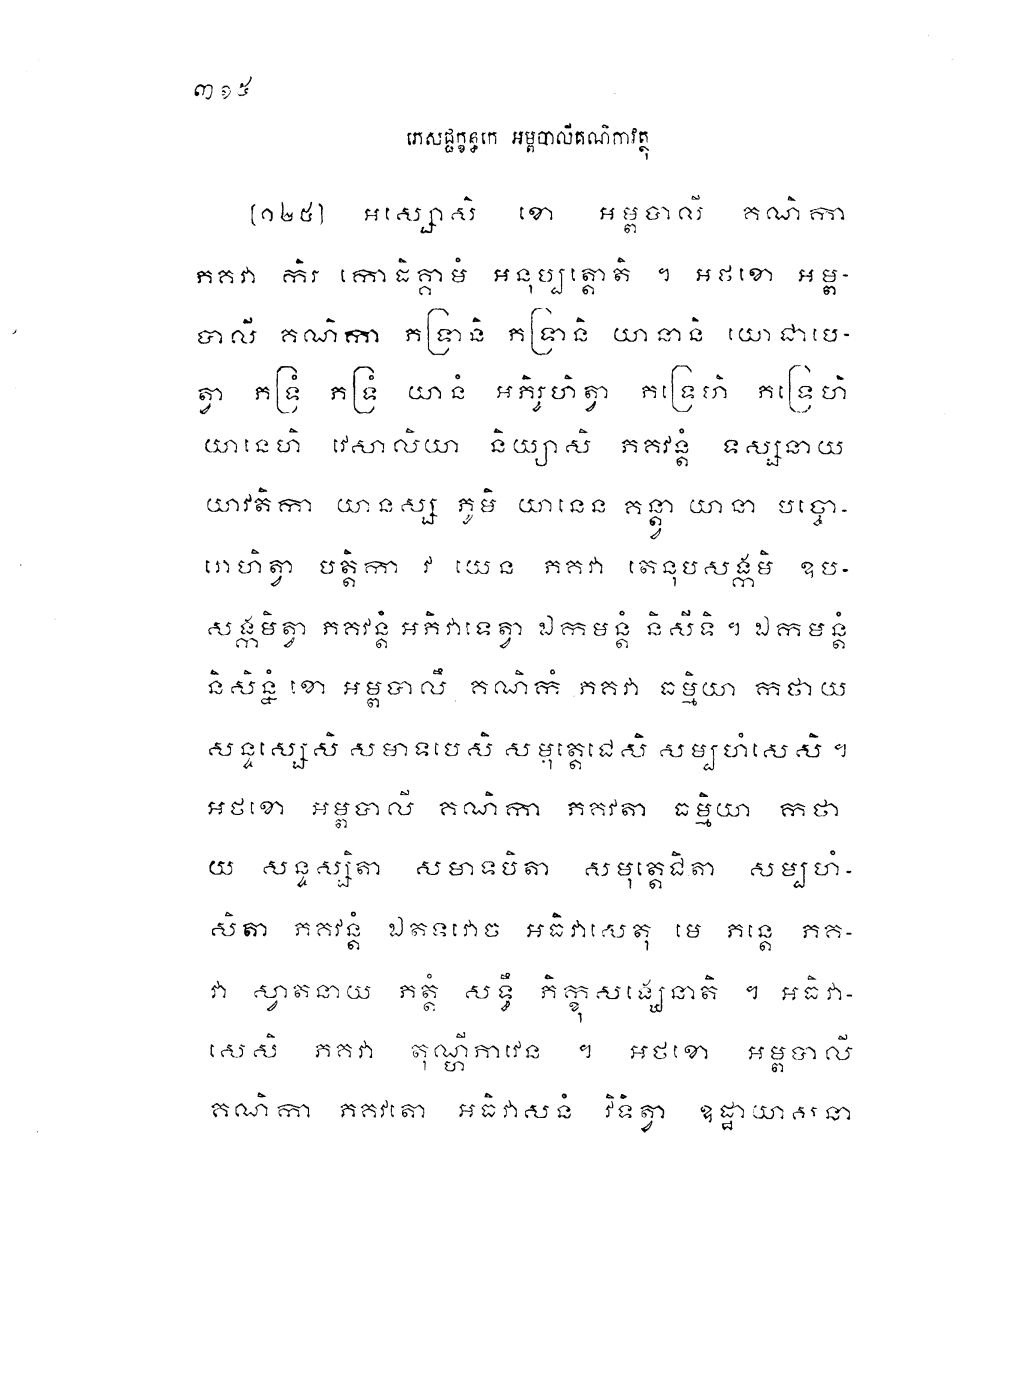 ៣១៥
ភេសជ្ជក្ខន្ធកេ អម្ពបាលីគណិកាវត្ថុ
[១២៥] អស្សោសិ ខោ អម្ពបាលី គណិកា
ភគវា កិរ កោដិគ្គាមំ អនុប្បត្តោតិ ។ អថខោ អម្ព-
បាលី គណិកា ភទ្រានិ ភទ្រានិ យានានិ យោជាបេ-
ត្វា ភទ្រំ ភទ្រំ យានំ អភិរូហិត្វា ភទ្រេហិ ភទ្រេហិ
យានេហិ វេសាលិយា និយ្យាសិ ភគវន្តំ ទស្សនាយ
យាវតិកា យានស្ស ភូមិ យានេន គន្ត្វា យានា បច្ចោ-
រោហិត្វា បត្តិកា វ យេន ភគវា តេនុបសង្កមិ ឧប-
សង្កមិត្វា ភគវន្តំ អភិវាទេត្វា ឯកមន្តំ និសីទិ ។ ឯកមន្តំ
និសិន្នំ ខោ អម្ពបាលឹ គណិកំ ភគវា ធម្មិយា កថាយ
សន្ទស្សេសិ សមាទបេសិ សមុត្តេជេសិ សម្បហំសេសិ ។
អថខោ អម្ពបាលី គណិកា ភគវតា ធម្មិយា កថា
យ សន្ទស្សិតា សមាទបិតា សមុត្តេជិតា សម្បហំ-
សិតា ភគវន្តំ ឯតទវោច អធិវាសេតុ មេ ភន្តេ ភគ-
វា ស្វាតនាយ ភត្តំ សទ្ធឹ ភិក្ខុសង្ឃេនាតិ ។ អធិវា-
សេសិ ភគវា តុណ្ហីភាវេន ។ អថខោ អម្ពបាលី
គណិកា ភគវតោ អធិវាសនំ វិទិត្វា ឧដ្ឋាយាសនា